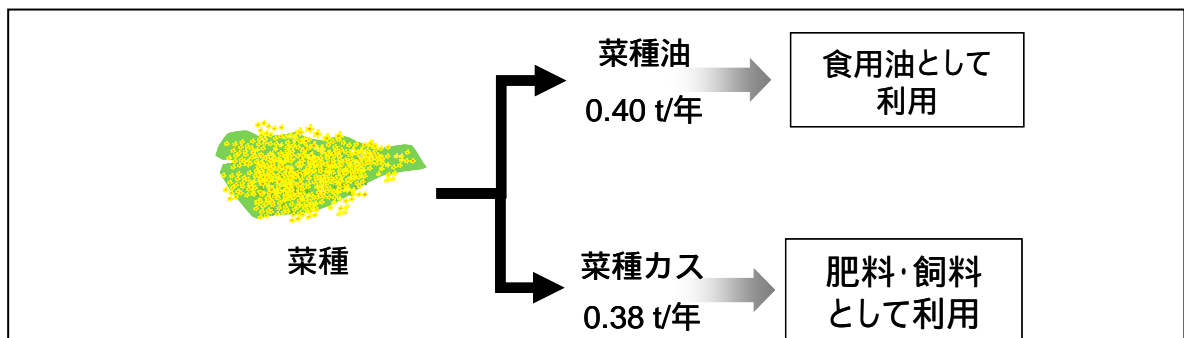 菜種油
0.40 t/年
食用油として
利用
菜種
菜種カス
0.38 t/年
肥料・飼料
として利用